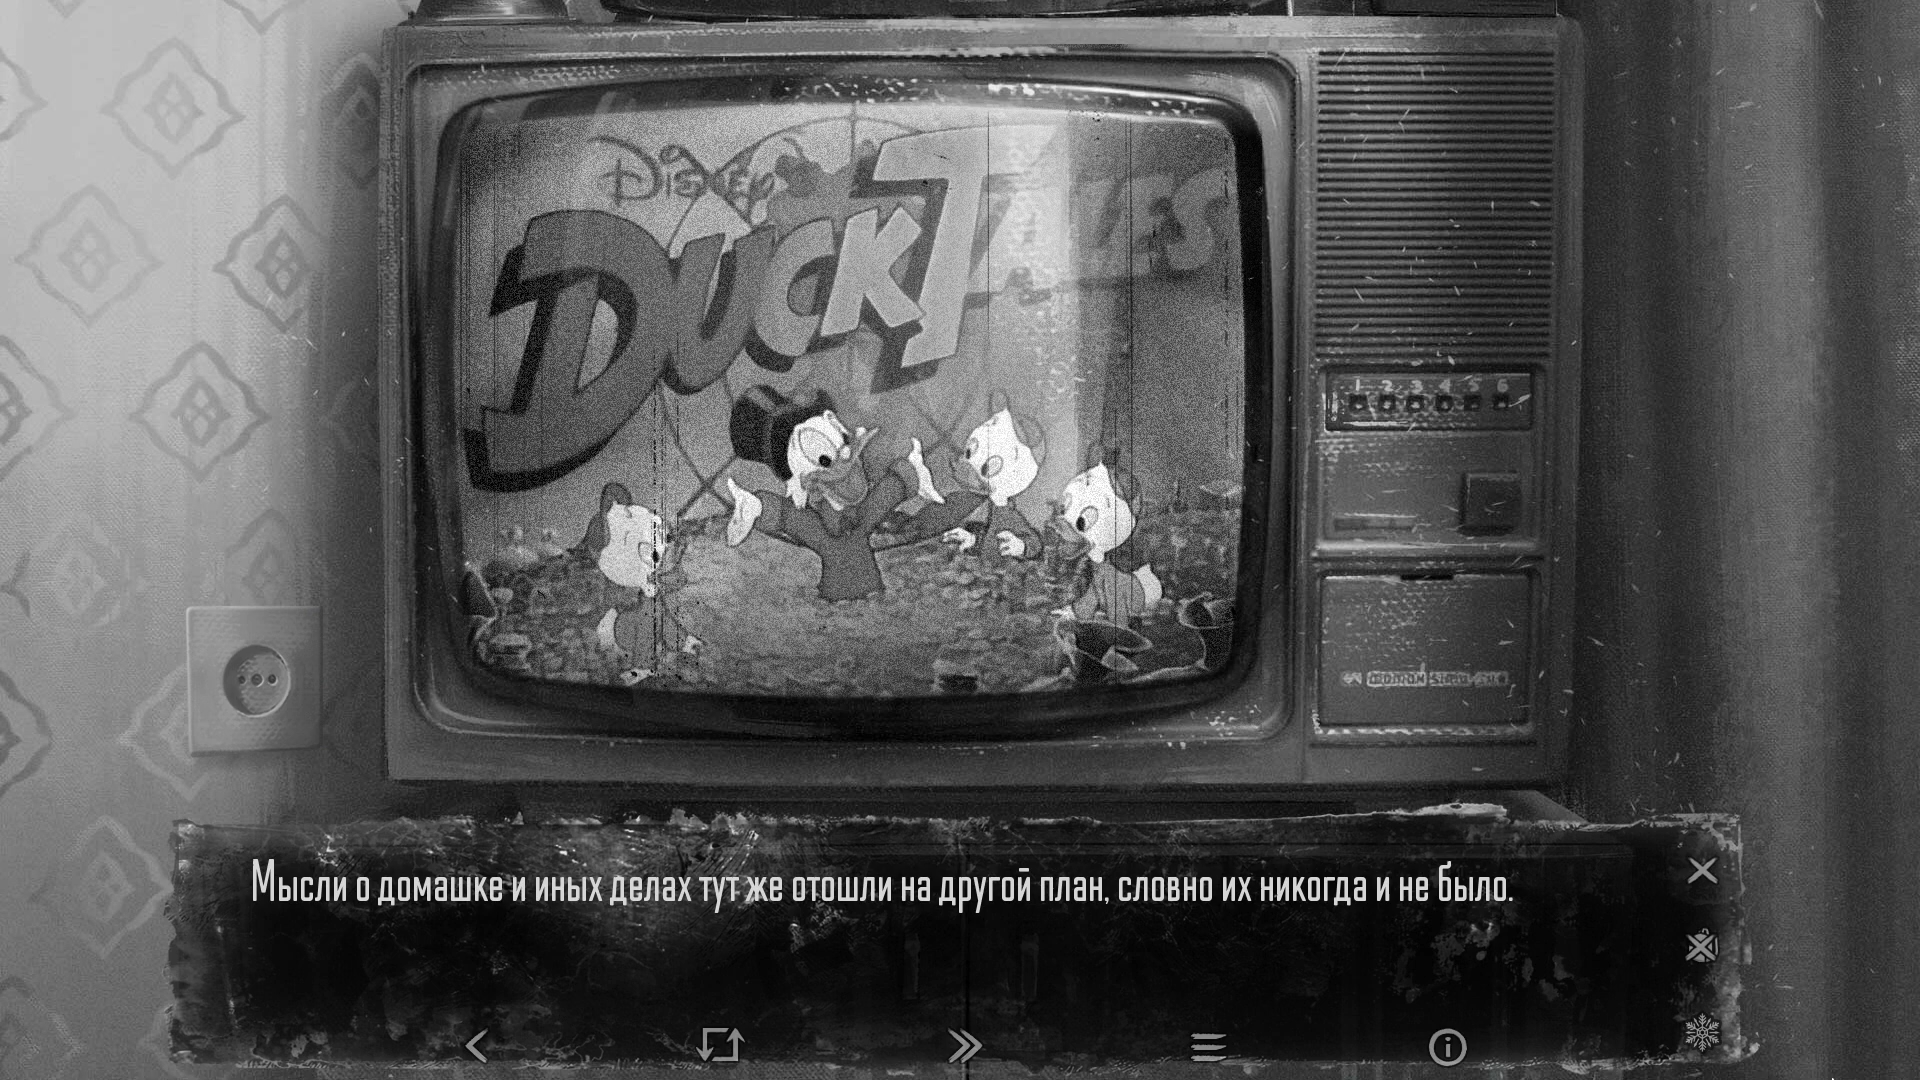 Disney
DUCKTALES
1 2 3 4 5 6
Мысли о домашке и иных делах тут же отошли на другой план, словно их никогда и не было.